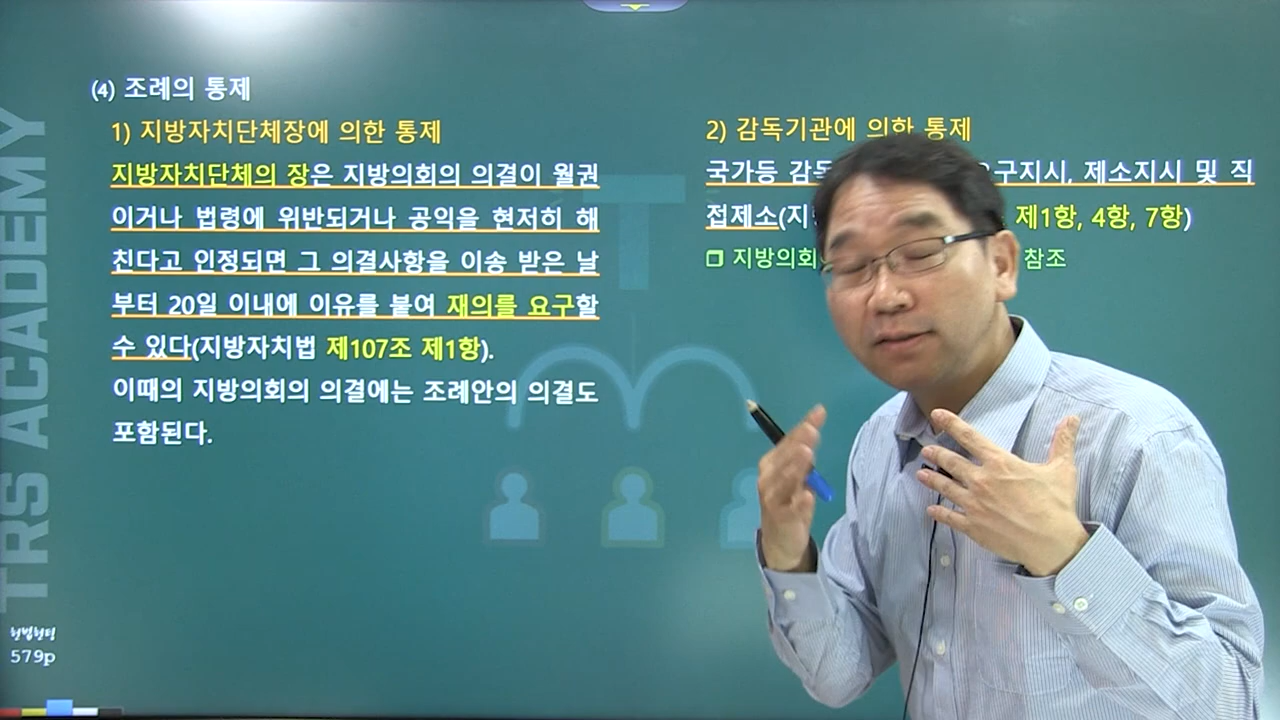 (4) 조례의 통제
1) 지방자치단체장에 의한 통제
지방자치단체의 장은 지방의회의 의결이 월권
이거나 법령에 위반되거나 공익을 현저히 해
친다고 인정되면 그 의결사항을 이송 받은 날
부터 20일 이내에 이유를 붙여 재의를 요구할
수 있다(지방자치법 제107조 제1항).
이때의 지방의회의 의결에는 조례안의 의결도
포함된다.
2) 감독기관에 의한 통제
국가등 감독 구지시, 제소지시 및 직
접제소(지 제1항, 4항, 7항)
❒ 지방의회 참조
TRS ACADEMY
579p